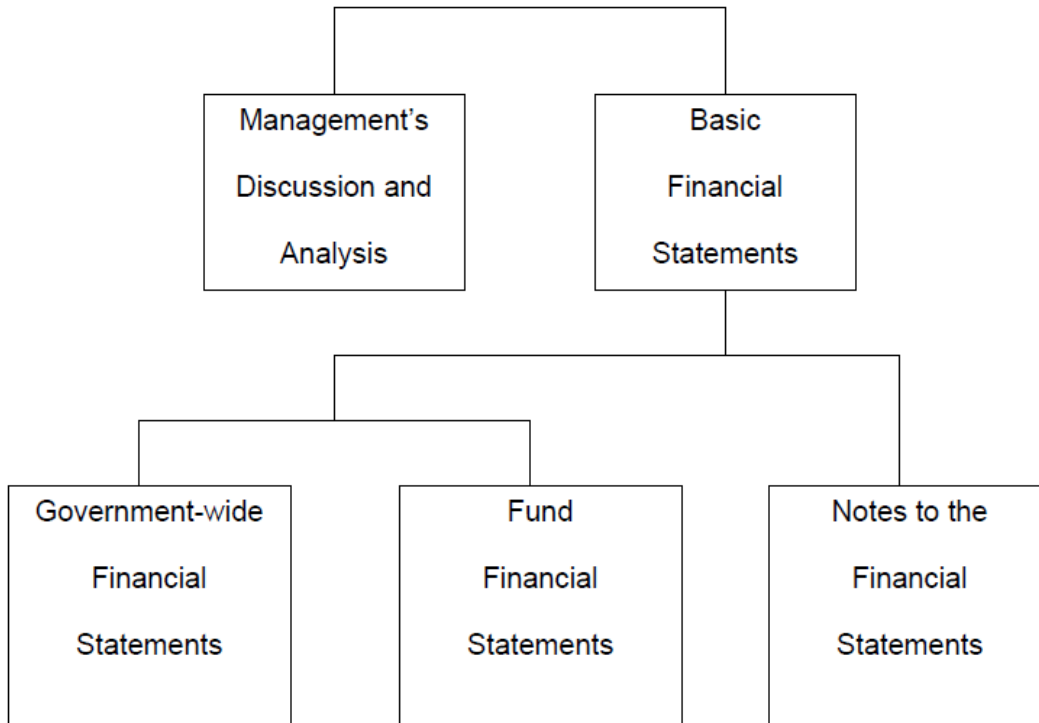 Management’s
Discussion and
Analysis
Basic
Financial
Statements
Government-wide
Financial
Statements
Fund
Financial
Statements
Notes to the
Financial
Statements